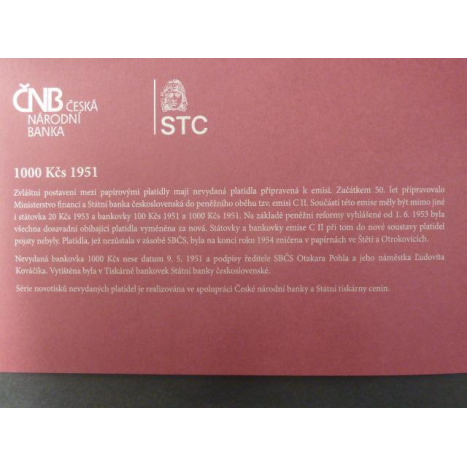 ČNB ČESKÁ
NÁRODNÍ
BANKA
STC
1000 Kčs 1951
Zvláštní postavení mezi papírovými platidly mají nevydaná platidla připravená k emisi. Začátkem 50. let připravovalo
Ministerstvo financí a Státní banka československá do peněžního oběhu tzv. emisi C II. Součástí této emise měly být mimo jiné
i státovka 20 Kčs 1953 a bankovky 100 Kčs 1951 a 1000 Kčs 1951. Na základě peněžní reformy vyhlášené od 1. 6. 1953 byla
všechna dosavadní obíhající platidla vyměněna za nová. Státovky a bankovky emise C II při tom do nové soustavy platidel
pojaty nebyly. Platidla, jež nezůstala v zásobě SBČS, byla na konci roku 1954 zničena v papírnách ve Štětí a Otrokovicích.
Nevydaná bankovka 1000 Kčs nese datum 9. 5. 1951 a podpisy ředitele SBČS Otakara Pohla a jeho náměstka Ľudovíta
Kováčika. Vytištěna byla v Tiskárně bankovek Státní banky československé.
Série novotisků nevydaných platidel je realizována ve spolupráci České národní banky a Státní tiskárny cenin.